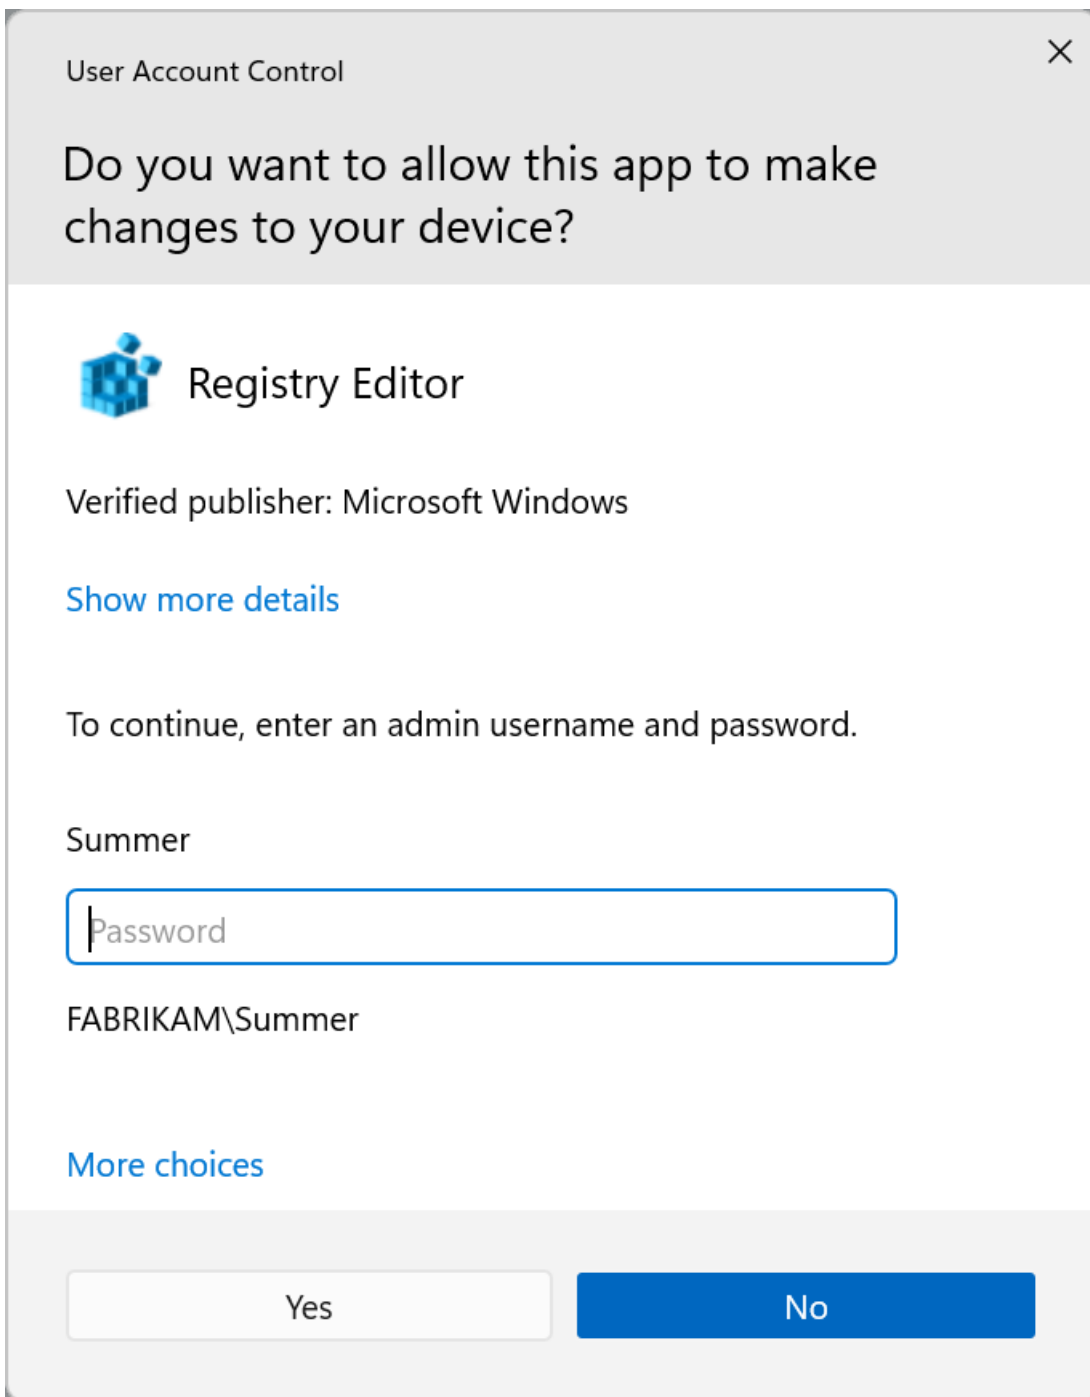 User Account Control
Do you want to allow this app to make
changes to your device?
Registry Editor
Verified publisher: Microsoft Windows
Show more details
To continue, enter an admin username and password.
Summer
Password
FABRIKAM\Summer
More choices
Yes
No